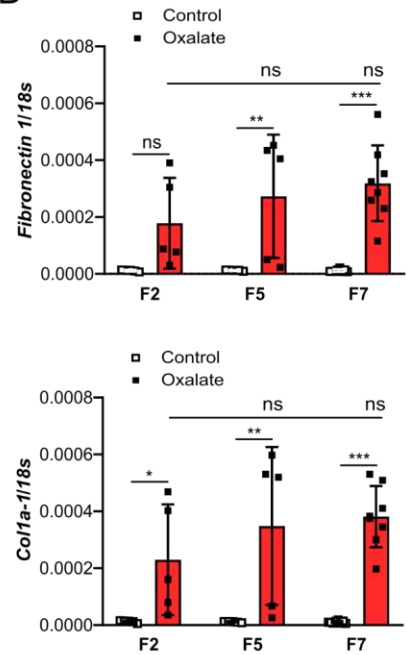 Control
Oxalate
Fibronectin 1/18s
0.0008
0.0006
0.0004
0.0002
0.0000
ns
ns
ns
**
***
F2
F5
F7
Control
Oxalate
Col1a-1/18s
0.0008
0.0006
0.0004
0.0002
0.0000
ns
ns
*
**
***
F2
F5
F7